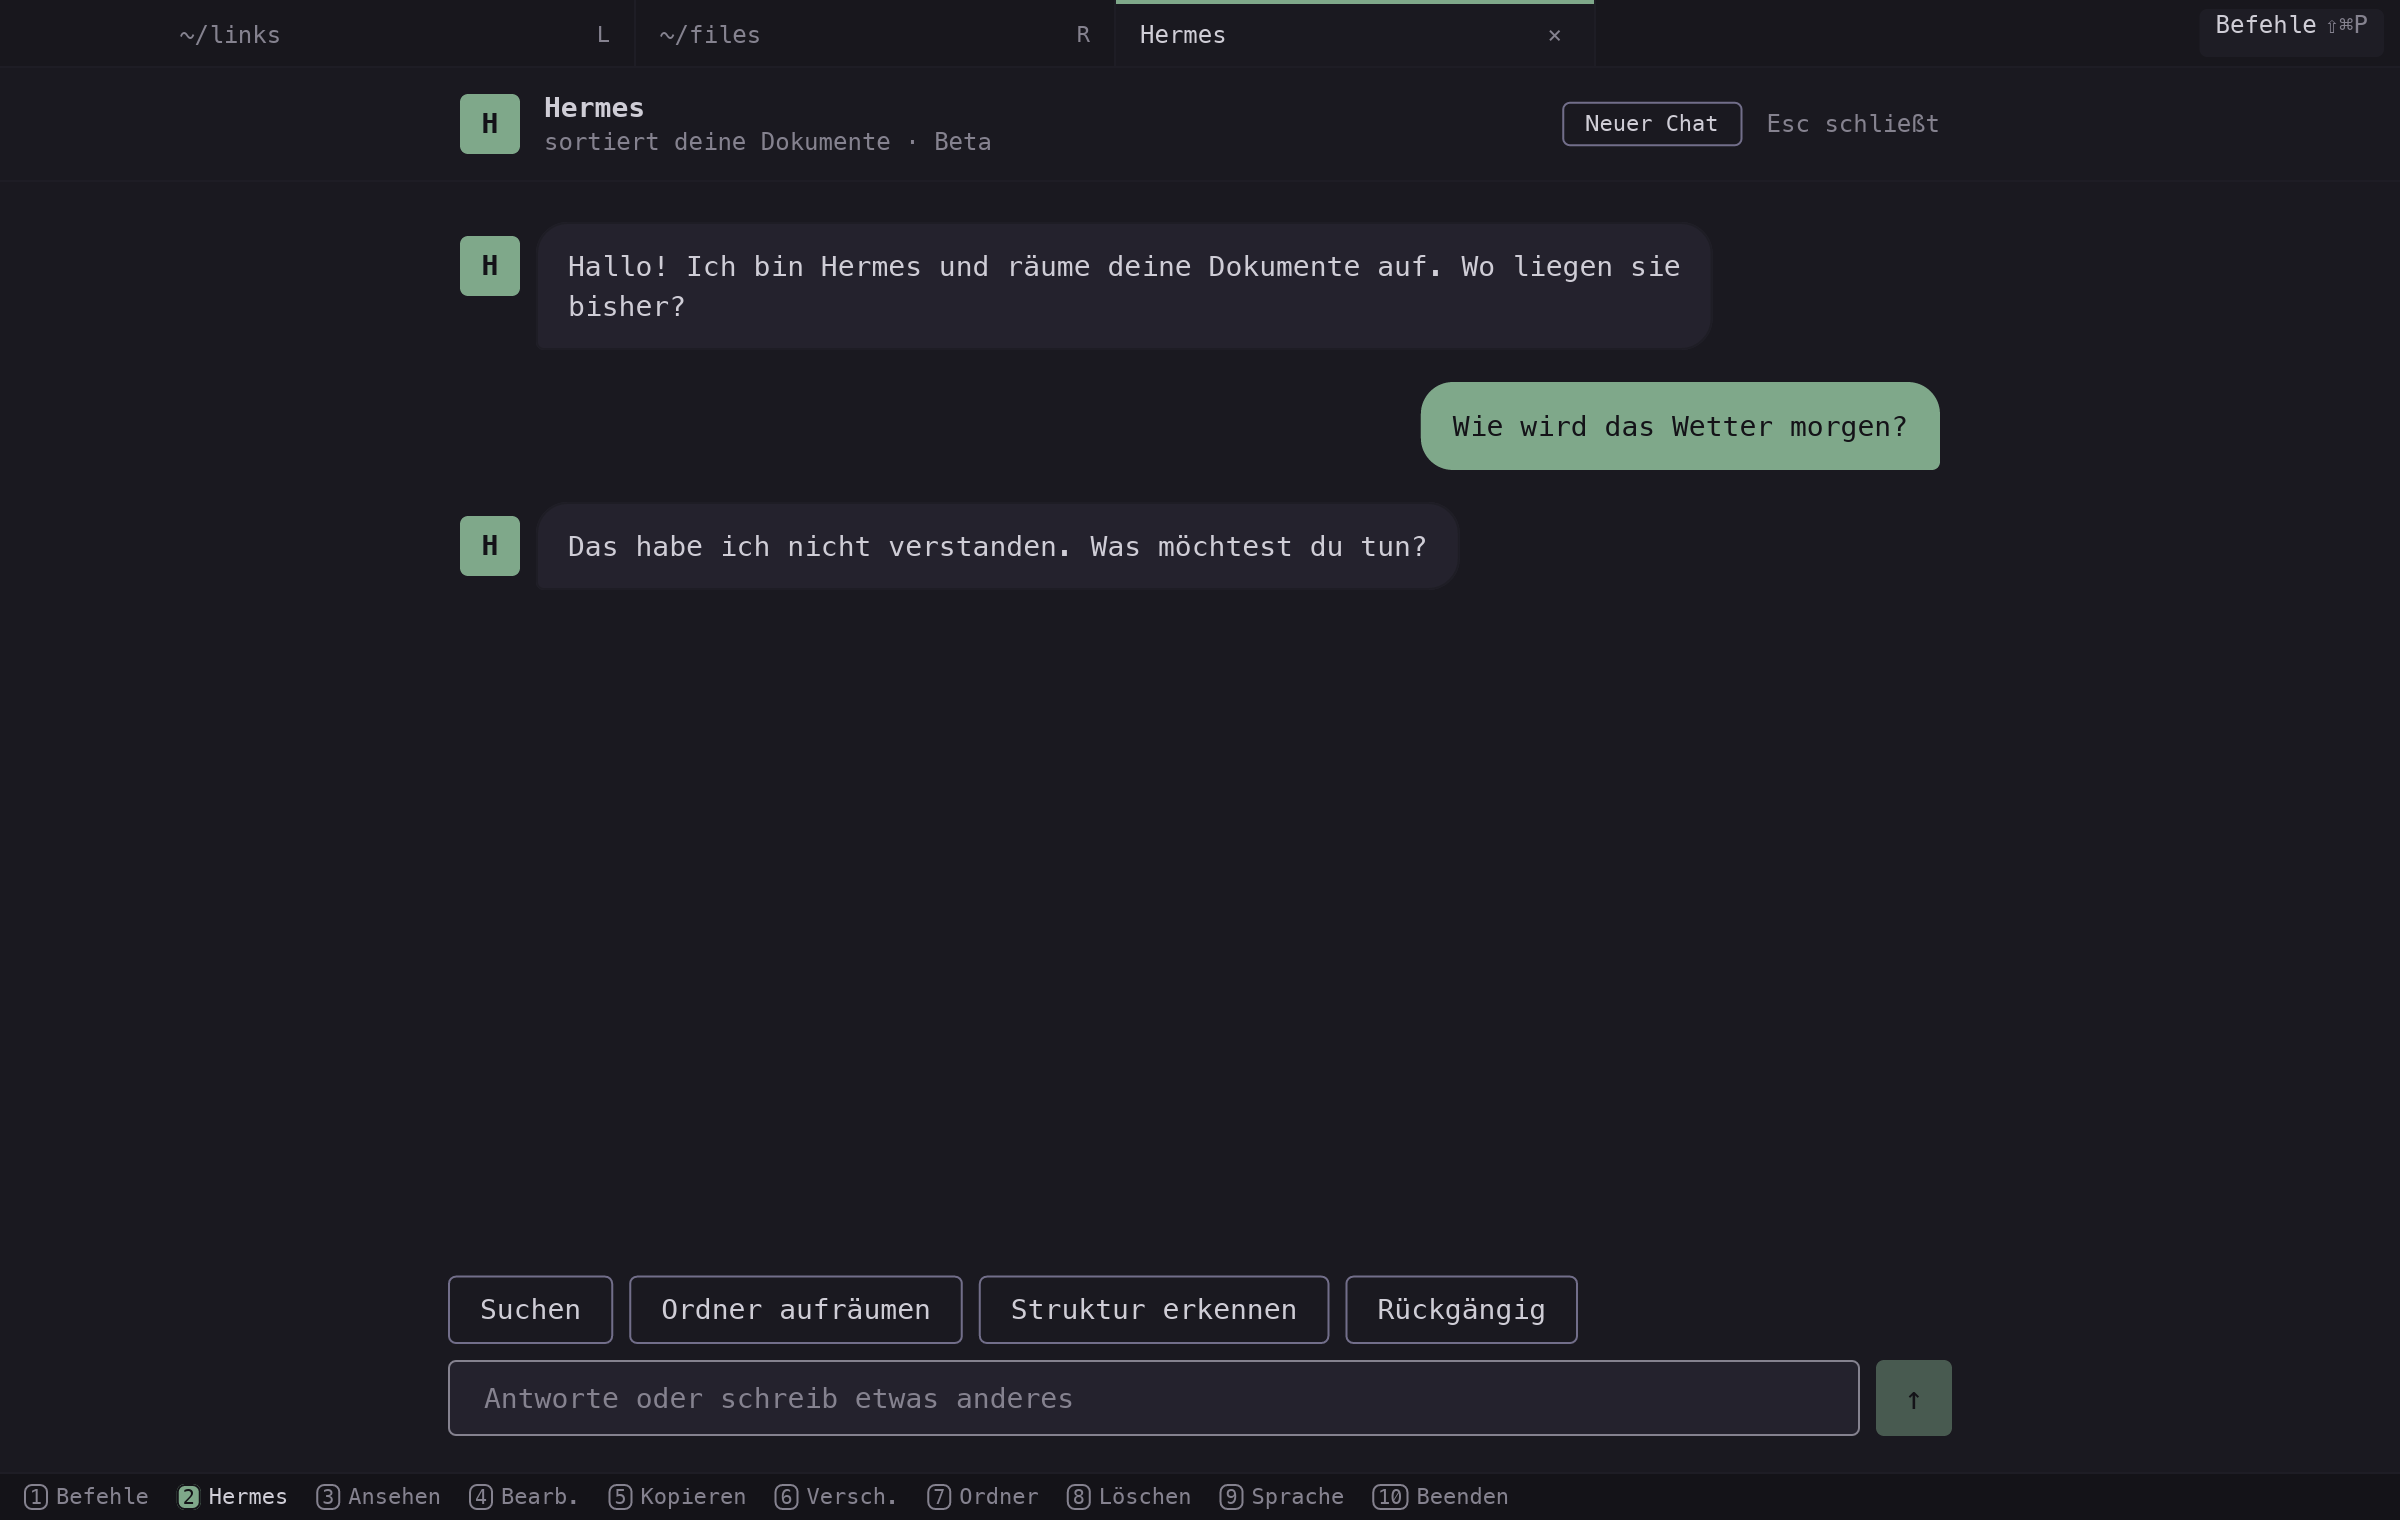 ~/links L ~/files R Hermes × Befehle ⇧⌘P
H Hermes
sortiert deine Dokumente · Beta
Neuer Chat Esc schließt
H Hallo! Ich bin Hermes und räume deine Dokumente auf. Wo liegen sie
bisher?
Wie wird das Wetter morgen?
H Das habe ich nicht verstanden. Was möchtest du tun?
Suchen Ordner aufräumen Struktur erkennen Rückgängig
Antworte oder schreib etwas anderes ↑
1 Befehle 2 Hermes 3 Ansehen 4 Bearb. 5 Kopieren 6 Versch. 7 Ordner 8 Löschen 9 Sprache 10 Beenden